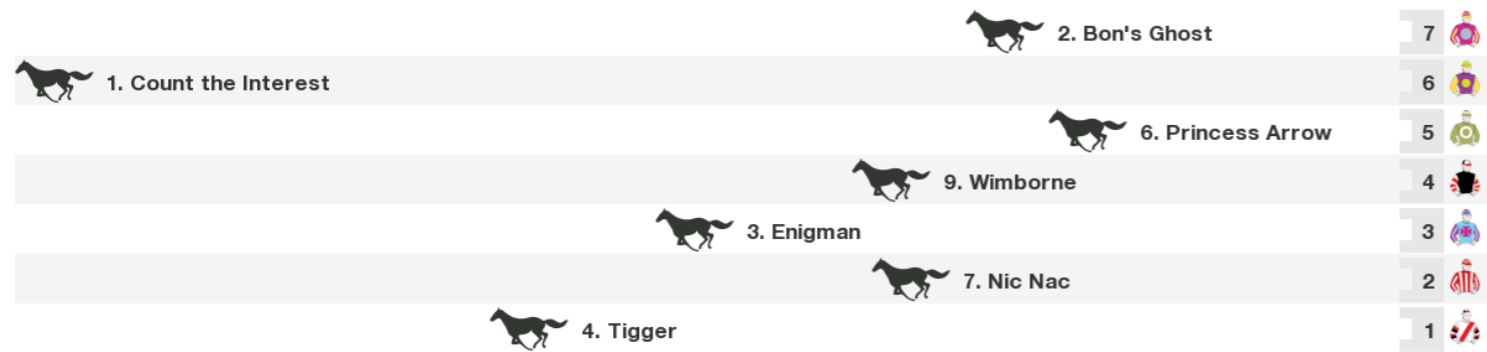 2. Bon's Ghost 7
1. Count the Interest 6
6. Princess Arrow 5
9. Wimborne 4
3. Enigman 3
7. Nic Nac 2
4. Tigger 1